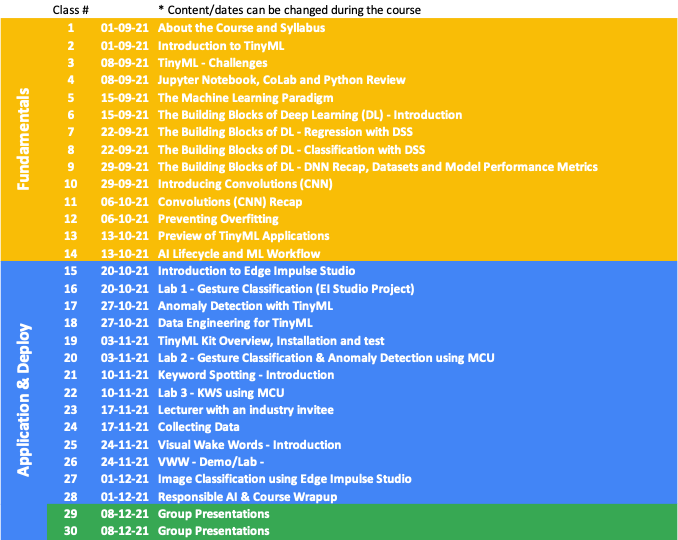 Class # * Content/dates can be changed during the course
Fundamentals
1 01-09-21 About the Course and Syllabus
2 01-09-21 Introduction to TinyML
3 08-09-21 TinyML - Challenges
4 08-09-21 Jupyter Notebook, CoLab and Python Review
5 15-09-21 The Machine Learning Paradigm
6 15-09-21 The Building Blocks of Deep Learning (DL) - Introduction
7 22-09-21 The Building Blocks of DL - Regression with DSS
8 22-09-21 The Building Blocks of DL - Classification with DSS
9 29-09-21 The Building Blocks of DL - DNN Recap, Datasets and Model Performance Metrics
10 29-09-21 Introducing Convolutions (CNN)
11 06-10-21 Convolutions (CNN) Recap
12 06-10-21 Preventing Overfitting
13 13-10-21 Preview of TinyML Applications
14 13-10-21 AI Lifecycle and ML Workflow
Application & Deploy
15 20-10-21 Introduction to Edge Impulse Studio
16 20-10-21 Lab 1 - Gesture Classification (EI Studio Project)
17 27-10-21 Anomaly Detection with TinyML
18 27-10-21 Data Engineering for TinyML
19 03-11-21 TinyML Kit Overview, Installation and test
20 03-11-21 Lab 2 - Gesture Classification & Anomaly Detection using MCU
21 10-11-21 Keyword Spotting - Introduction
22 10-11-21 Lab 3 - KWS using MCU
23 17-11-21 Lecturer with an industry invitee
24 17-11-21 Collecting Data
25 24-11-21 Visual Wake Words - Introduction
26 24-11-21 VWW - Demo/Lab -
27 01-12-21 Image Classification using Edge Impulse Studio
28 01-12-21 Responsible AI & Course Wrapup
29 08-12-21 Group Presentations
30 08-12-21 Group Presentations